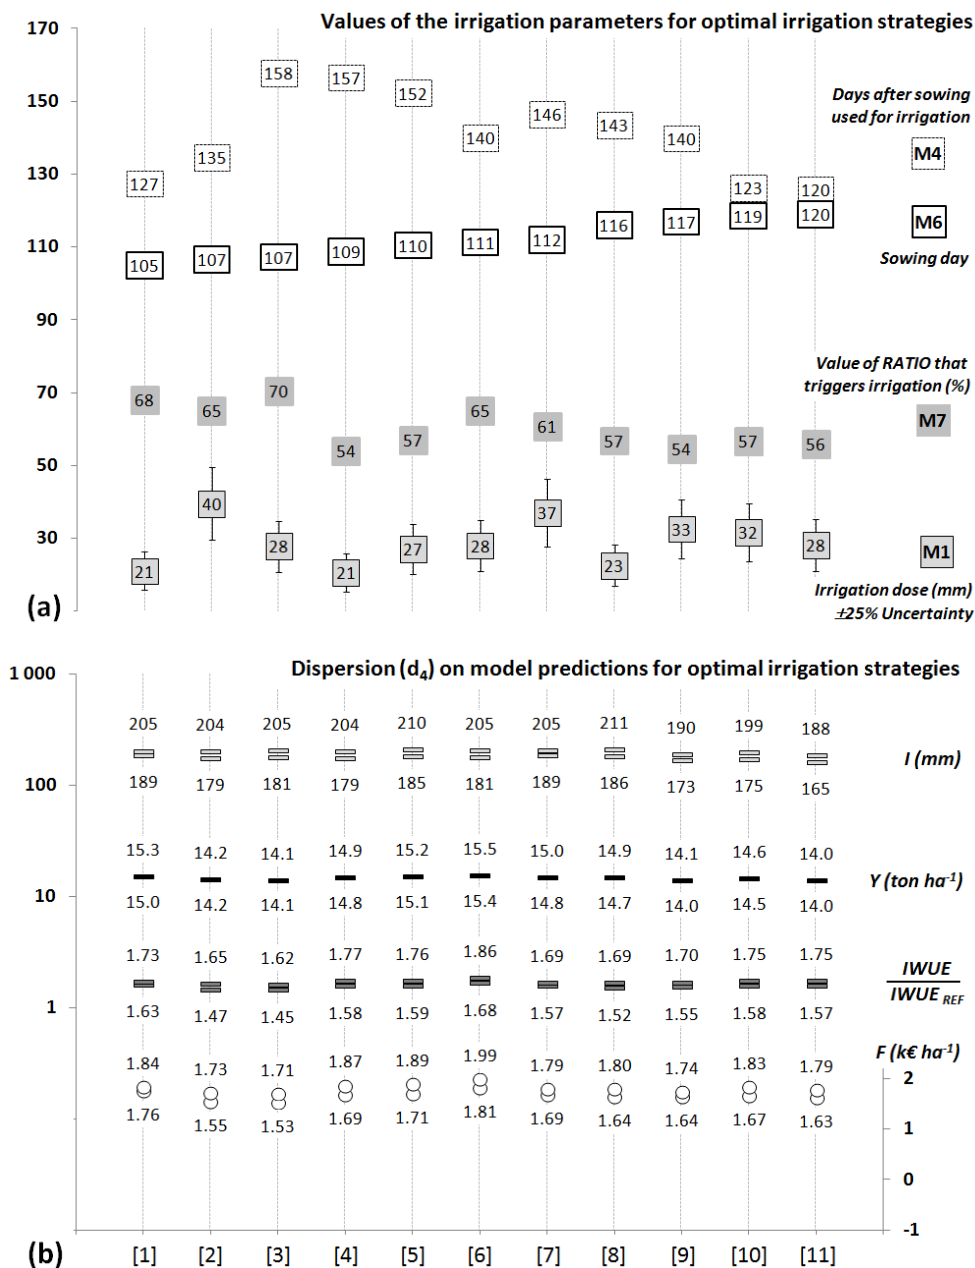 Values of the irrigation parameters for optimal irrigation strategies
170
158
157
150
152
146
143
140
140
135
127
123
120
Days after sowing
used for irrigation
M4
130
110
105
107
107
109
110
111
112
116
117
119
120
M6
Sowing day
90
Value of RATIO that
triggers irrigation (%)
70
68
65
70
54
57
65
61
57
54
57
56
M7
50
30
21
40
28
21
27
28
37
23
33
32
28
M1
Irrigation dose (mm)
±25% Uncertainty
(a)
Dispersion (d4) on model predictions for optimal irrigation strategies
1 000
205 204 205 204 210 205 205 211 190 199 188
I (mm)
100
189 179 181 179 185 181 189 186 173 175 165
15.3 14.2 14.1 14.9 15.2 15.5 15.0 14.9 14.1 14.6 14.0
Y (ton ha-1)
10
15.0 14.2 14.1 14.8 15.1 15.4 14.8 14.7 14.0 14.5 14.0
1.73 1.65 1.62 1.77 1.76 1.86 1.69 1.69 1.70 1.75 1.75
IWUE
IWUE REF
1
1.63 1.47 1.45 1.58 1.59 1.68 1.57 1.52 1.55 1.58 1.57
F (k€ ha-1)
1.84 1.73 1.71 1.87 1.89 1.99 1.79 1.80 1.74 1.83 1.79
2
1.76 1.55 1.53 1.69 1.71 1.81 1.69 1.64 1.64 1.67 1.63
1
0
-1
(b)
[1] [2] [3] [4] [5] [6] [7] [8] [9] [10] [11]